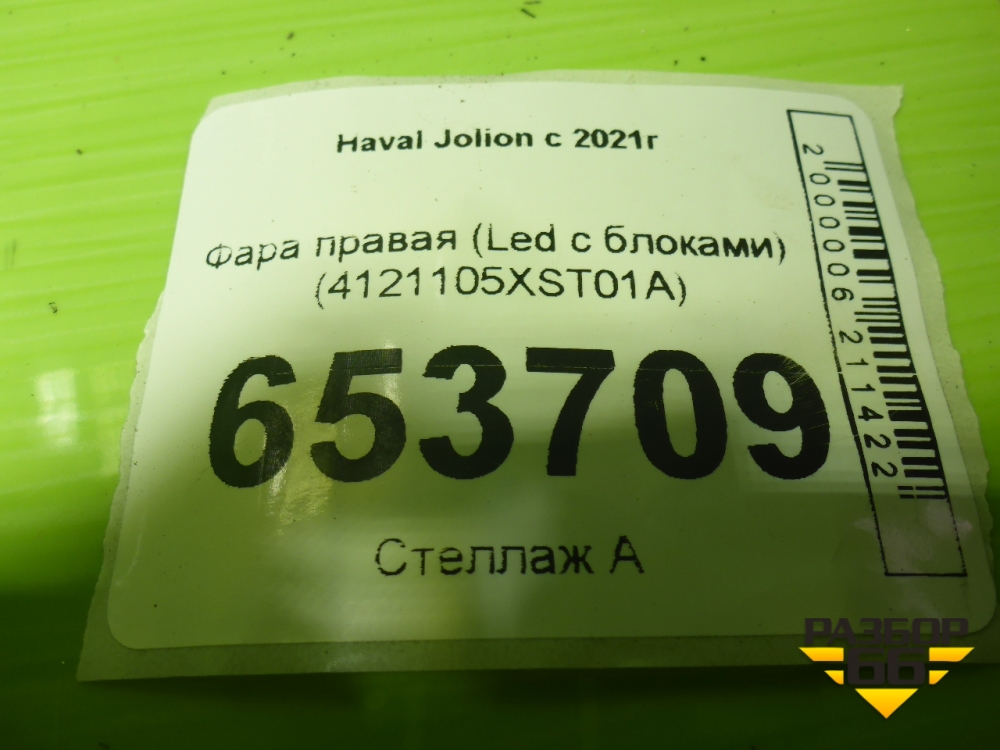 Haval Jolion с 2021г
Фара правая (Led с блоками)
(4121105XST01A)
653709
Стеллаж А
2000006211422
РАЗБОР
66